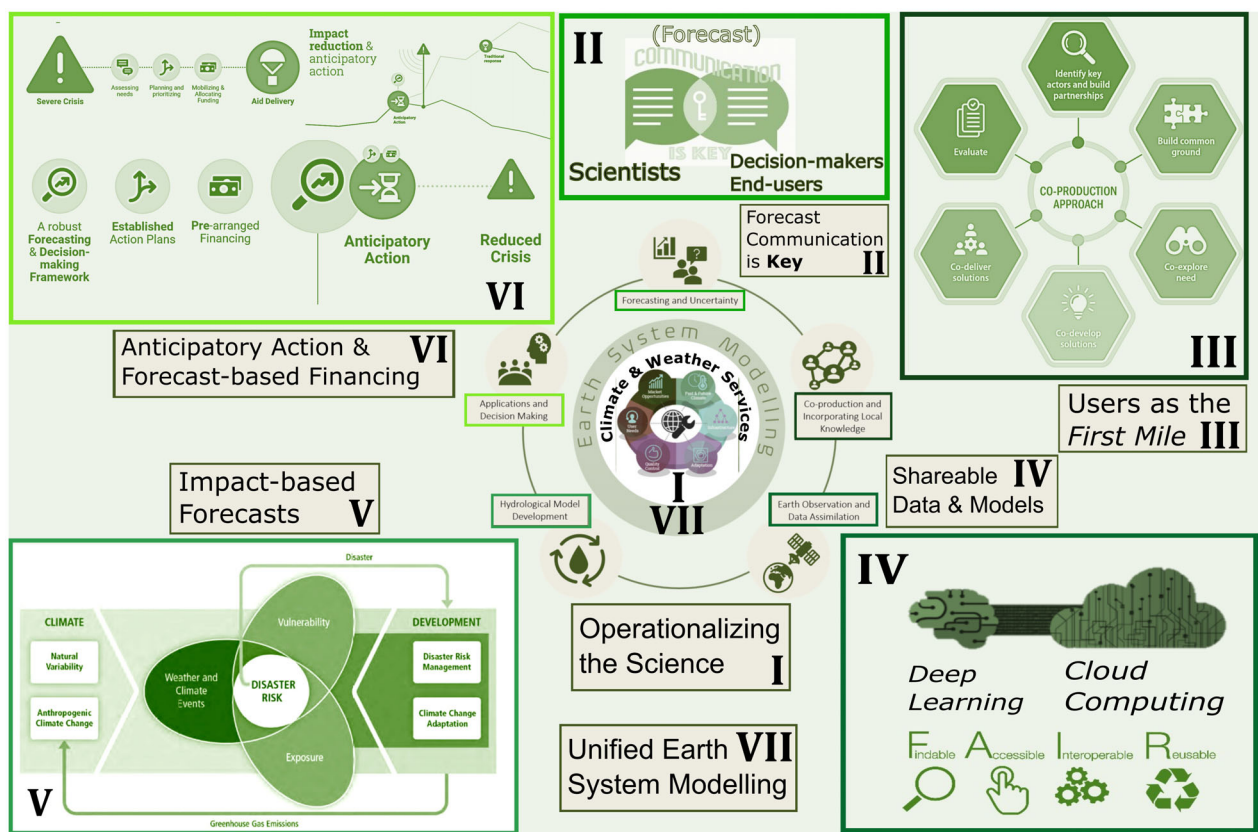 Severe Crisis
Assessing
needs
Planning and
prioritizing
Mobilizing &
Allocating
Funding
Aid Delivery
Impact
reduction &
anticipatory
action
Traditional
response
Anticipatory
Action
A robust
Forecasting
& Decision-
making
Framework
Established
Action Plans
Pre-arranged
Financing
Anticipatory
Action
Reduced
Crisis
VI
Anticipatory Action & VI
Forecast-based Financing
II
(Forecast)
COMMUNICATION
IS KEY
Scientists
Decision-makers
End-users
Forecast
Communication
is Key II
Identify key
actors and build
partnerships
Build common
ground
Co-explore
need
Co-develop
solutions
Co-deliver
solutions
Evaluate
CO-PRODUCTION
APPROACH
III
Users as the
First Mile III
Forecasting and Uncertainty
Applications and
Decision Making
Co-production and
Incorporating Local
Knowledge
Hydrological Model
Development
Earth Observation and
Data Assimilation
Earth System Modelling
Climate & Weather Services
Market
Opportunities
Quality
Control
Adaptation
I
VII
Impact-based
Forecasts V
Shareable IV
Data & Models
Operationalizing
the Science I
Unified Earth VII
System Modelling
Disaster
CLIMATE
Natural
Variability
Anthropogenic
Climate Change
Weather and
Climate
Events
Vulnerability
DISASTER
RISK
Exposure
DEVELOPMENT
Disaster Risk
Management
Climate Change
Adaptation
Greenhouse Gas Emissions
V
IV
Deep
Learning
Cloud
Computing
Findable Accessible Interoperable Reusable